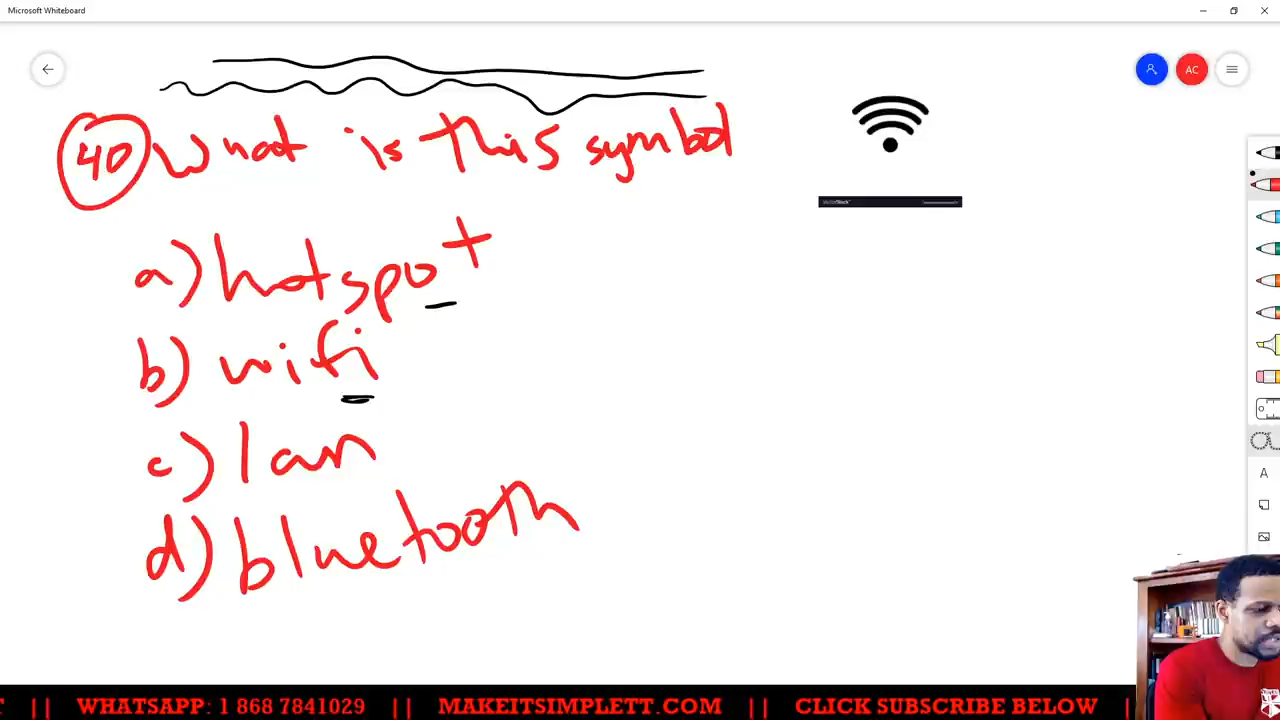 Microsoft Whiteboard
AC
40 What is this symbol
a) hotspot
b) wifi
c) lan
d) bluetooth
A
T || WHATSAPP: 1 868 7841029 || MAKEITSIMPLETT.COM || CLICK SUBSCRIBE BELOW |